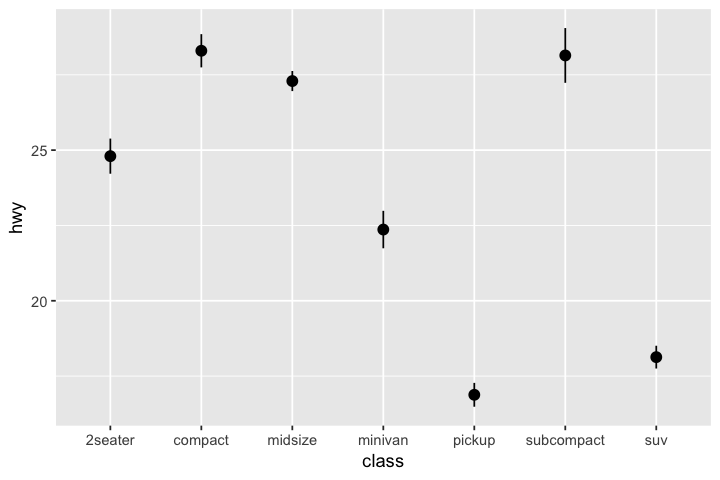 hwy
25
20
2seater compact midsize minivan pickup subcompact suv
class